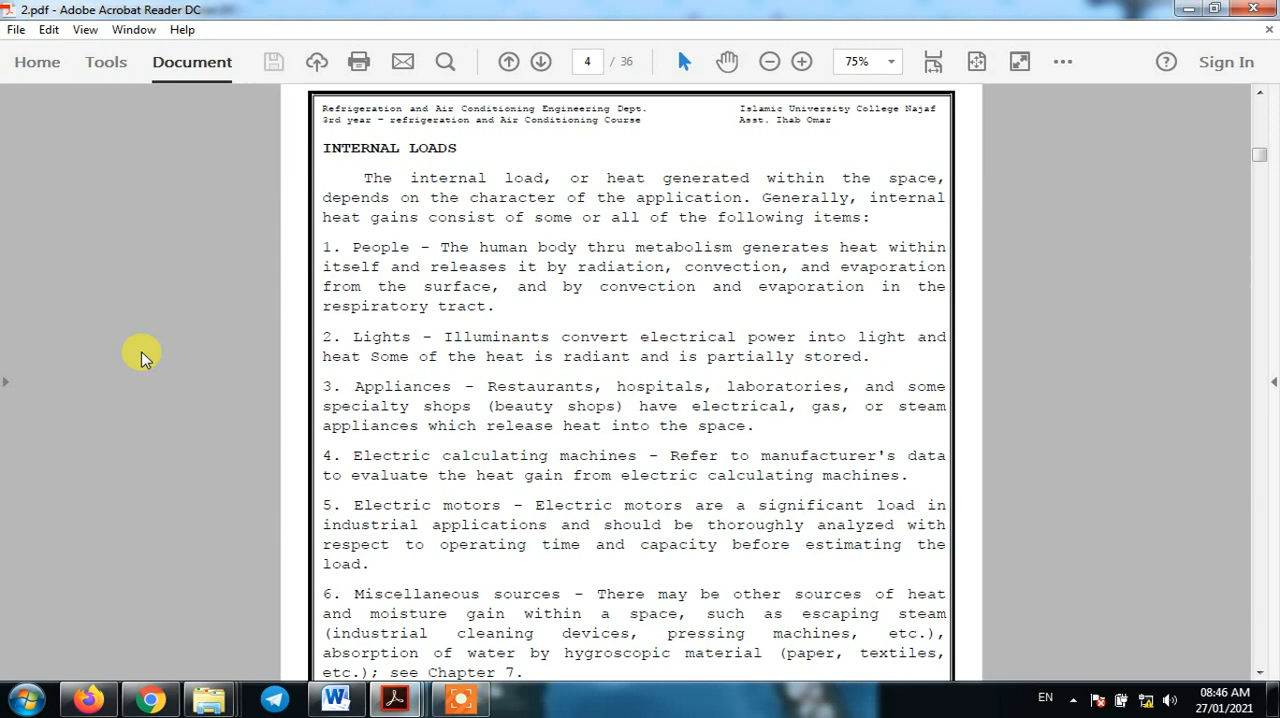 2.pdf - Adobe Acrobat Reader DC
File Edit View Window Help
Home Tools Document 4 / 36 75% Sign In
Refrigeration and Air Conditioning Engineering Dept. Islamic University College Najaf
3rd year - refrigeration and Air Conditioning Course Asst. Ihab Omar
INTERNAL LOADS
The internal load, or heat generated within the space,
depends on the character of the application. Generally, internal
heat gains consist of some or all of the following items:
1. People - The human body thru metabolism generates heat within
itself and releases it by radiation, convection, and evaporation
from the surface, and by convection and evaporation in the
respiratory tract.
2. Lights - Illuminants convert electrical power into light and
heat Some of the heat is radiant and is partially stored.
3. Appliances - Restaurants, hospitals, laboratories, and some
specialty shops (beauty shops) have electrical, gas, or steam
appliances which release heat into the space.
4. Electric calculating machines - Refer to manufacturer's data
to evaluate the heat gain from electric calculating machines.
5. Electric motors - Electric motors are a significant load in
industrial applications and should be thoroughly analyzed with
respect to operating time and capacity before estimating the
load.
6. Miscellaneous sources - There may be other sources of heat
and moisture gain within a space, such as escaping steam
(industrial cleaning devices, pressing machines, etc.),
absorption of water by hygroscopic material (paper, textiles,
etc.); see Chapter 7.
EN 08:46 AM
27/01/2021